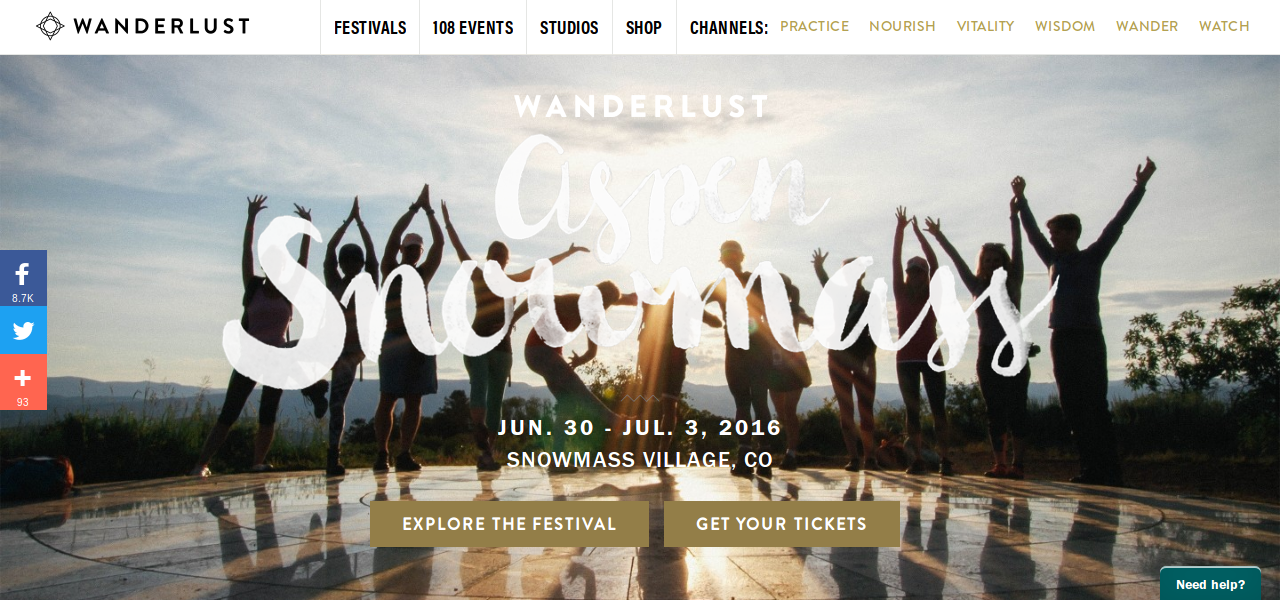 WANDERLUST
FESTIVALS 108 EVENTS STUDIOS SHOP CHANNELS: PRACTICE NOURISH VITALITY WISDOM WANDER WATCH
WANDERLUST
Aspen
Snowmass
8.7K
93
JUN. 30 - JUL. 3, 2016
SNOWMASS VILLAGE, CO
EXPLORE THE FESTIVAL
GET YOUR TICKETS
Need help?